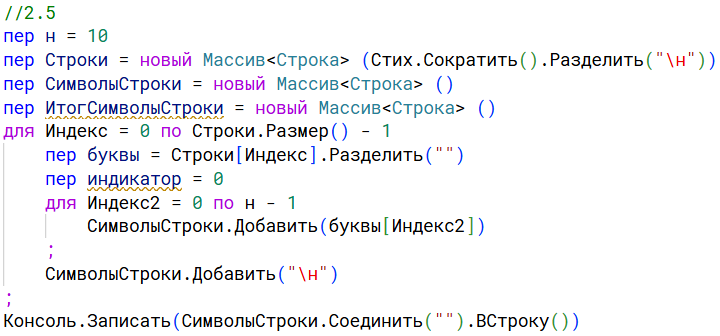 //2.5
пер н = 10
пер Строки = новый Массив<Строка> (Стих.Сократить().Разделить("\н"))
пер СимволыСтроки = новый Массив<Строка> ()
пер ИтогСимволыСтроки = новый Массив<Строка> ()
для Индекс = 0 по Строки.Размер() - 1
    пер буквы = Строки[Индекс].Разделить("")
    пер индикатор = 0
    для Индекс2 = 0 по н - 1
        СимволыСтроки.Добавить(буквы[Индекс2])
    ;
    СимволыСтроки.Добавить("\н")
;
Консоль.Записать(СимволыСтроки.Соединить("").ВСтроку())